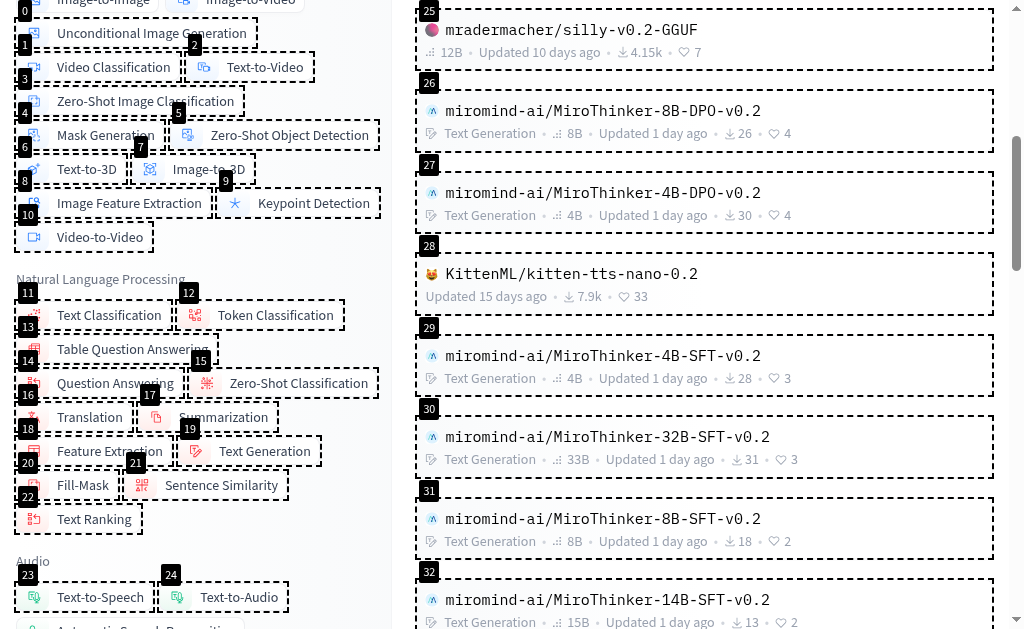 Image-to-Image
Image-to-Video
0
Unconditional Image Generation
1
2
Video Classification
Text-to-Video
3
Zero-Shot Image Classification
4
5
Mask Generation
Zero-Shot Object Detection
6
7
Text-to-3D
Image-to-3D
8
9
Image Feature Extraction
Keypoint Detection
10
Video-to-Video
Natural Language Processing
11
12
Text Classification
Token Classification
13
Table Question Answering
14
15
Question Answering
Zero-Shot Classification
16
17
Translation
Summarization
18
19
Feature Extraction
Text Generation
20
21
Fill-Mask
Sentence Similarity
22
Text Ranking
Audio
23
24
Text-to-Speech
Text-to-Audio
Automatic Speech Recognition
25
mradermacher/silly-v0.2-GGUF
12B • Updated 10 days ago • 4.15k • 7
26
miromind-ai/MiroThinker-8B-DPO-v0.2
Text Generation • 8B • Updated 1 day ago • 26 • 4
27
miromind-ai/MiroThinker-4B-DPO-v0.2
Text Generation • 4B • Updated 1 day ago • 30 • 4
28
KittenML/kitten-tts-nano-0.2
Updated 15 days ago • 7.9k • 33
29
miromind-ai/MiroThinker-4B-SFT-v0.2
Text Generation • 4B • Updated 1 day ago • 28 • 3
30
miromind-ai/MiroThinker-32B-SFT-v0.2
Text Generation • 33B • Updated 1 day ago • 31 • 3
31
miromind-ai/MiroThinker-8B-SFT-v0.2
Text Generation • 8B • Updated 1 day ago • 18 • 2
32
miromind-ai/MiroThinker-14B-SFT-v0.2
Text Generation • 15B • Updated 1 day ago • 13 • 2